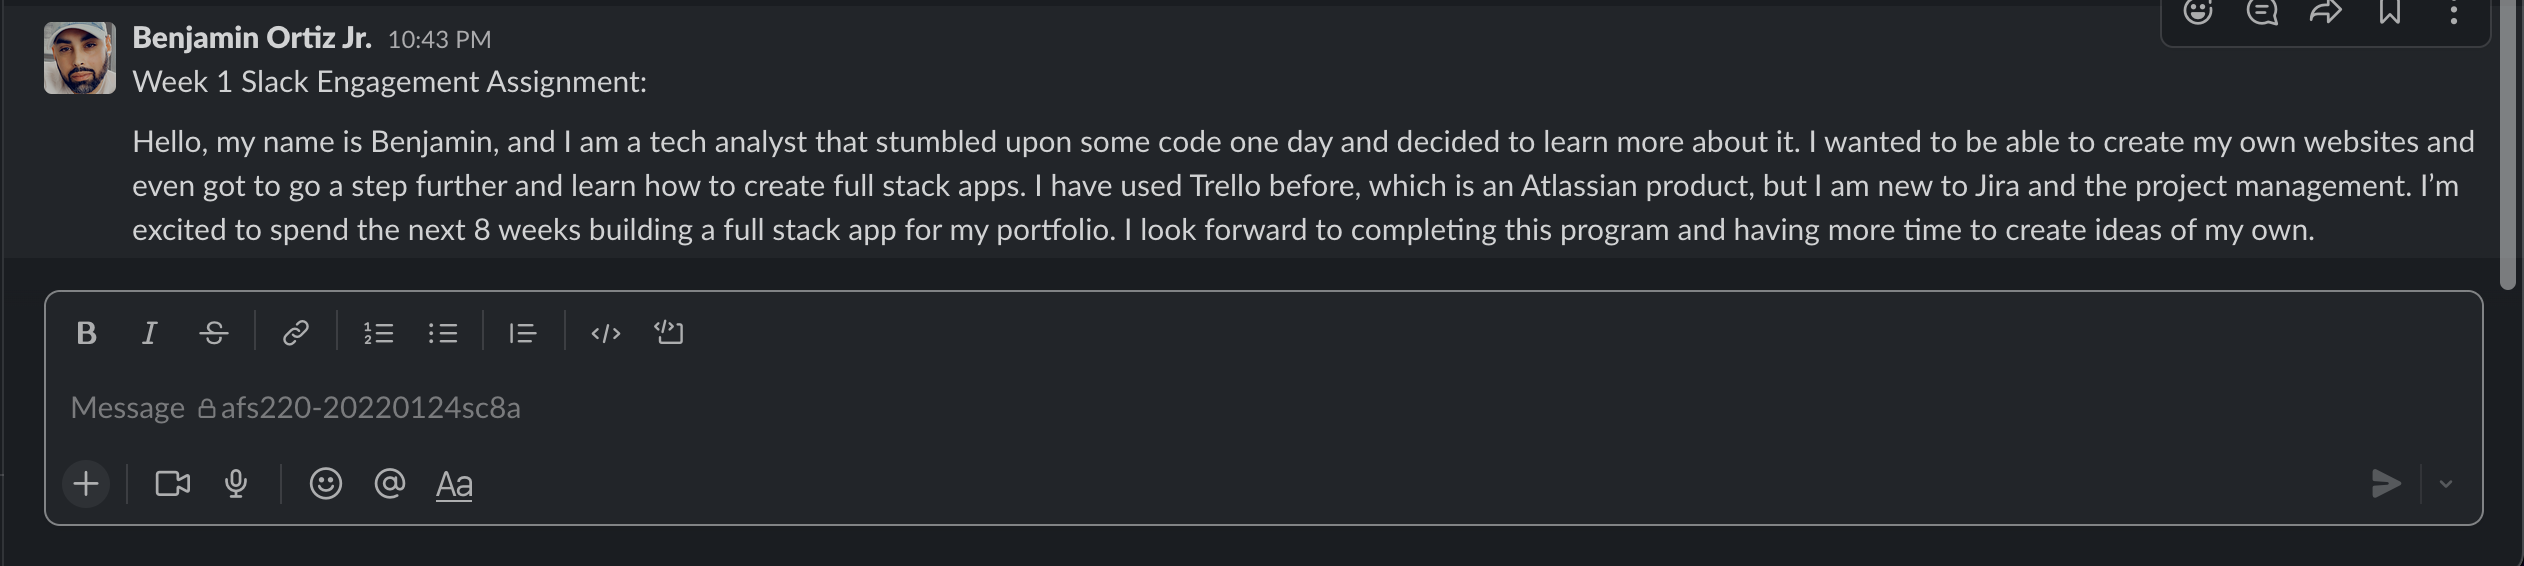 Benjamin Ortiz Jr. 10:43 PM
Week 1 Slack Engagement Assignment:
Hello, my name is Benjamin, and I am a tech analyst that stumbled upon some code one day and decided to learn more about it. I wanted to be able to create my own websites and
even got to go a step further and learn how to create full stack apps. I have used Trello before, which is an Atlassian product, but I am new to Jira and the project management. I’m
excited to spend the next 8 weeks building a full stack app for my portfolio. I look forward to completing this program and having more time to create ideas of my own.
B I S
Message afs220-20220124sc8a
Aa